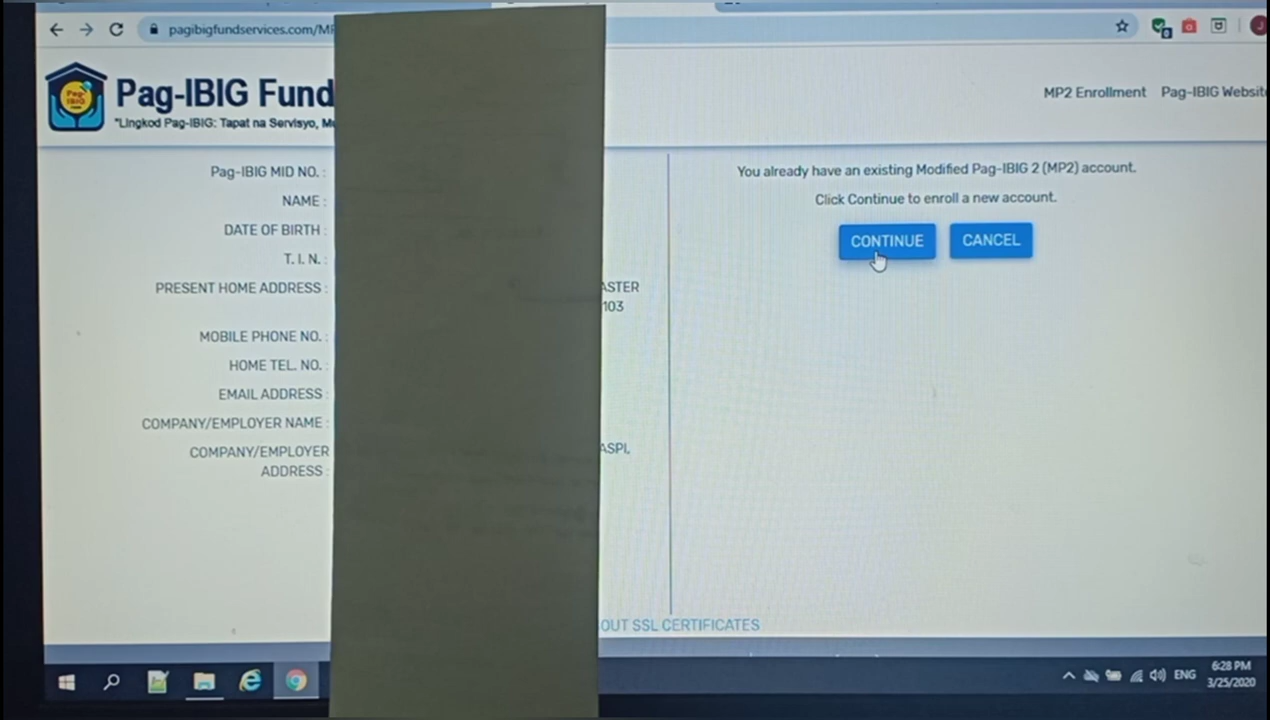 pagibigfundservices.com/MP
Pag-IBIG Fund
"Lingkod Pag-IBIG: Tapat na Serbisyo,
MP2 Enrollment Pag-IBIG Websit
Pag-IBIG MID NO. :
NAME :
DATE OF BIRTH :
T. I. N. :
PRESENT HOME ADDRESS :
ASTER
103
MOBILE PHONE NO. :
HOME TEL. NO. :
EMAIL ADDRESS :
COMPANY/EMPLOYER NAME :
COMPANY/EMPLOYER
ADDRESS :
ASPI,
You already have an existing Modified Pag-IBIG 2 (MP2) account.
Click Continue to enroll a new account.
CONTINUE CANCEL
OUT SSL CERTIFICATES
ENG
6:28 PM
3/25/2020